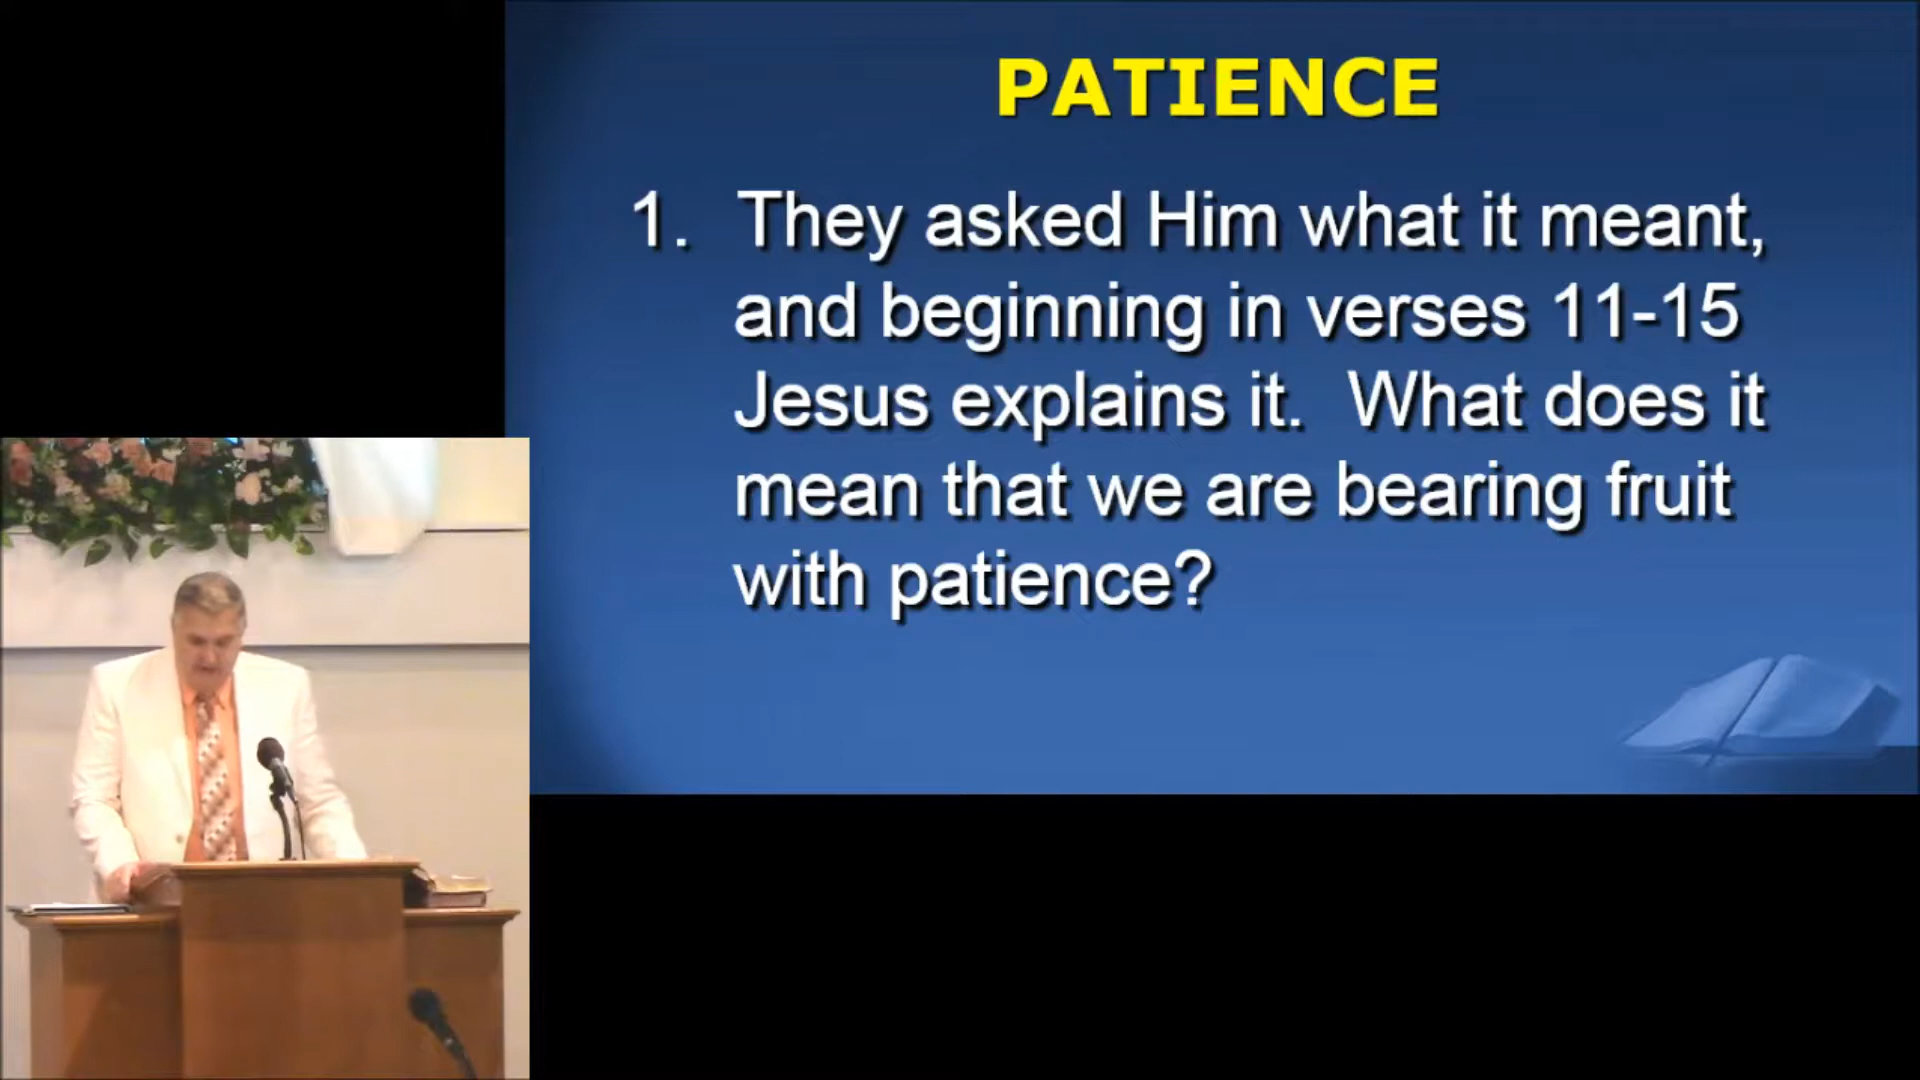 PATIENCE
1. They asked Him what it meant,
and beginning in verses 11-15
Jesus explains it. What does it
mean that we are bearing fruit
with patience?